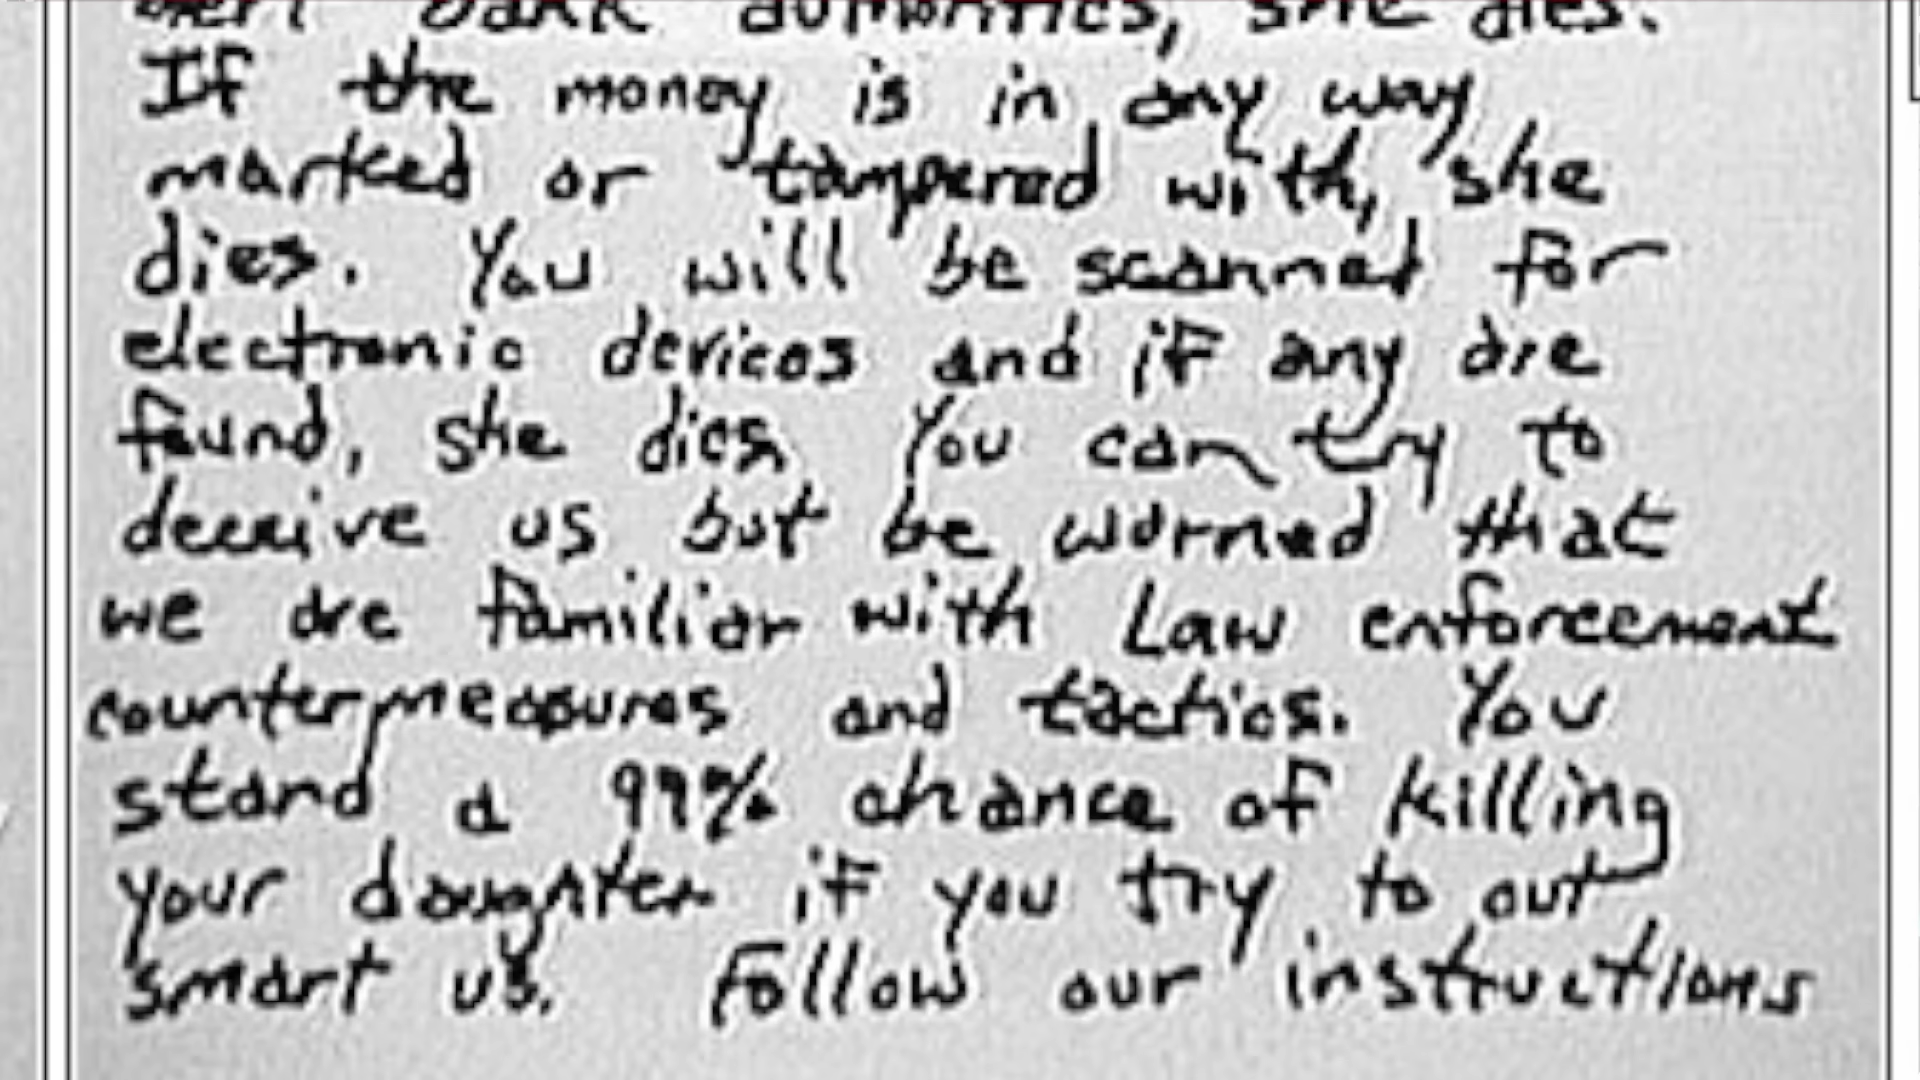 bank authorities, she dies.
If the money is in any way
marked or tampered with, she
dies. You will be scanned for
electronic devices and if any are
found, she dies. You can try to
deceive us but be warned that
we are familiar with Law enforcement
countermeasures and tactics. You
stand a 99% chance of killing
your daughter if you try to out
smart us. Follow our instructions